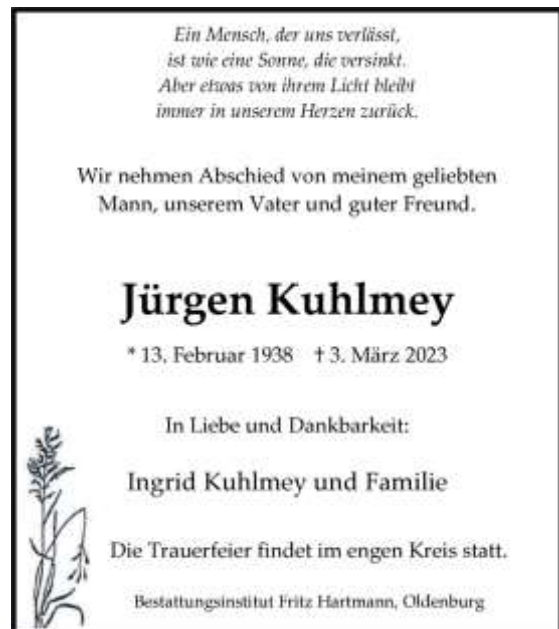 Ein Mensch, der uns verlässt,
ist wie eine Sonne, die versinkt.
Aber etwas von ihrem Licht bleibt
immer in unserem Herzen zurück.
Wir nehmen Abschied von meinem geliebten
Mann, unserem Vater und guter Freund.
Jürgen Kuhlmey
* 13. Februar 1938 † 3. März 2023
In Liebe und Dankbarkeit:
Ingrid Kuhlmey und Familie
Die Trauerfeier findet im engen Kreis statt.
Bestattungsinstitut Fritz Hartmann, Oldenburg